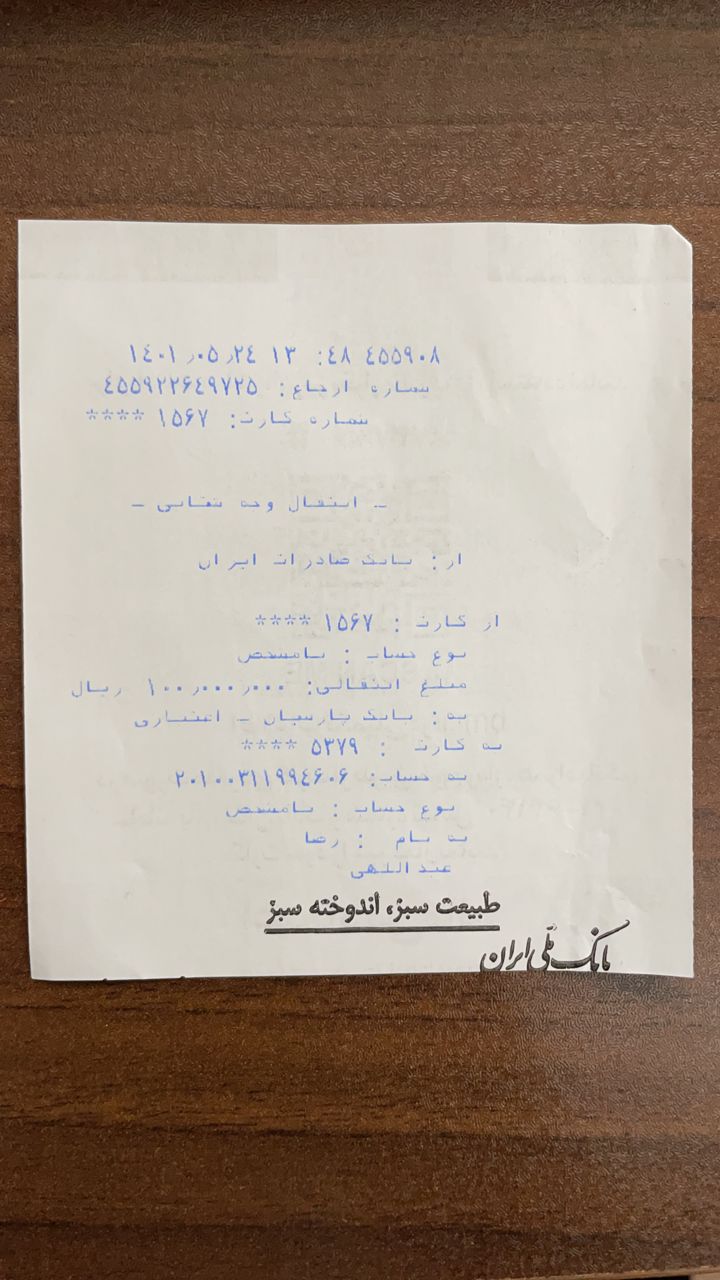 ۱۴۰۱/۰۵/۲۴ ۱۳ :۴۸ ۴۵۵۹۰۸
شماره ارجاع: ۴۵۵۹۲۲۶۴۹۷۲۵
شماره کارت: ۱۵۶۷ ****
- انتقال وجه شتابی -
از: بانک صادرات ایران
از کارت : ۱۵۶۷ ****
نوع حساب : نامشخص
مبلغ انتقالی: ۱۰۰,۰۰۰,۰۰۰ ریال
به: بانک پارسیان - اعتباری
به کارت : ۵۳۷۹ ****
به حساب: ۲۰۱۰۰۳۱۱۹۹۴۶۰۶
نوع حساب : نامشخص
به نام : رضا
عبداللهی
طبیعت سبز، اندوخته سبز
بانک ملی ایران